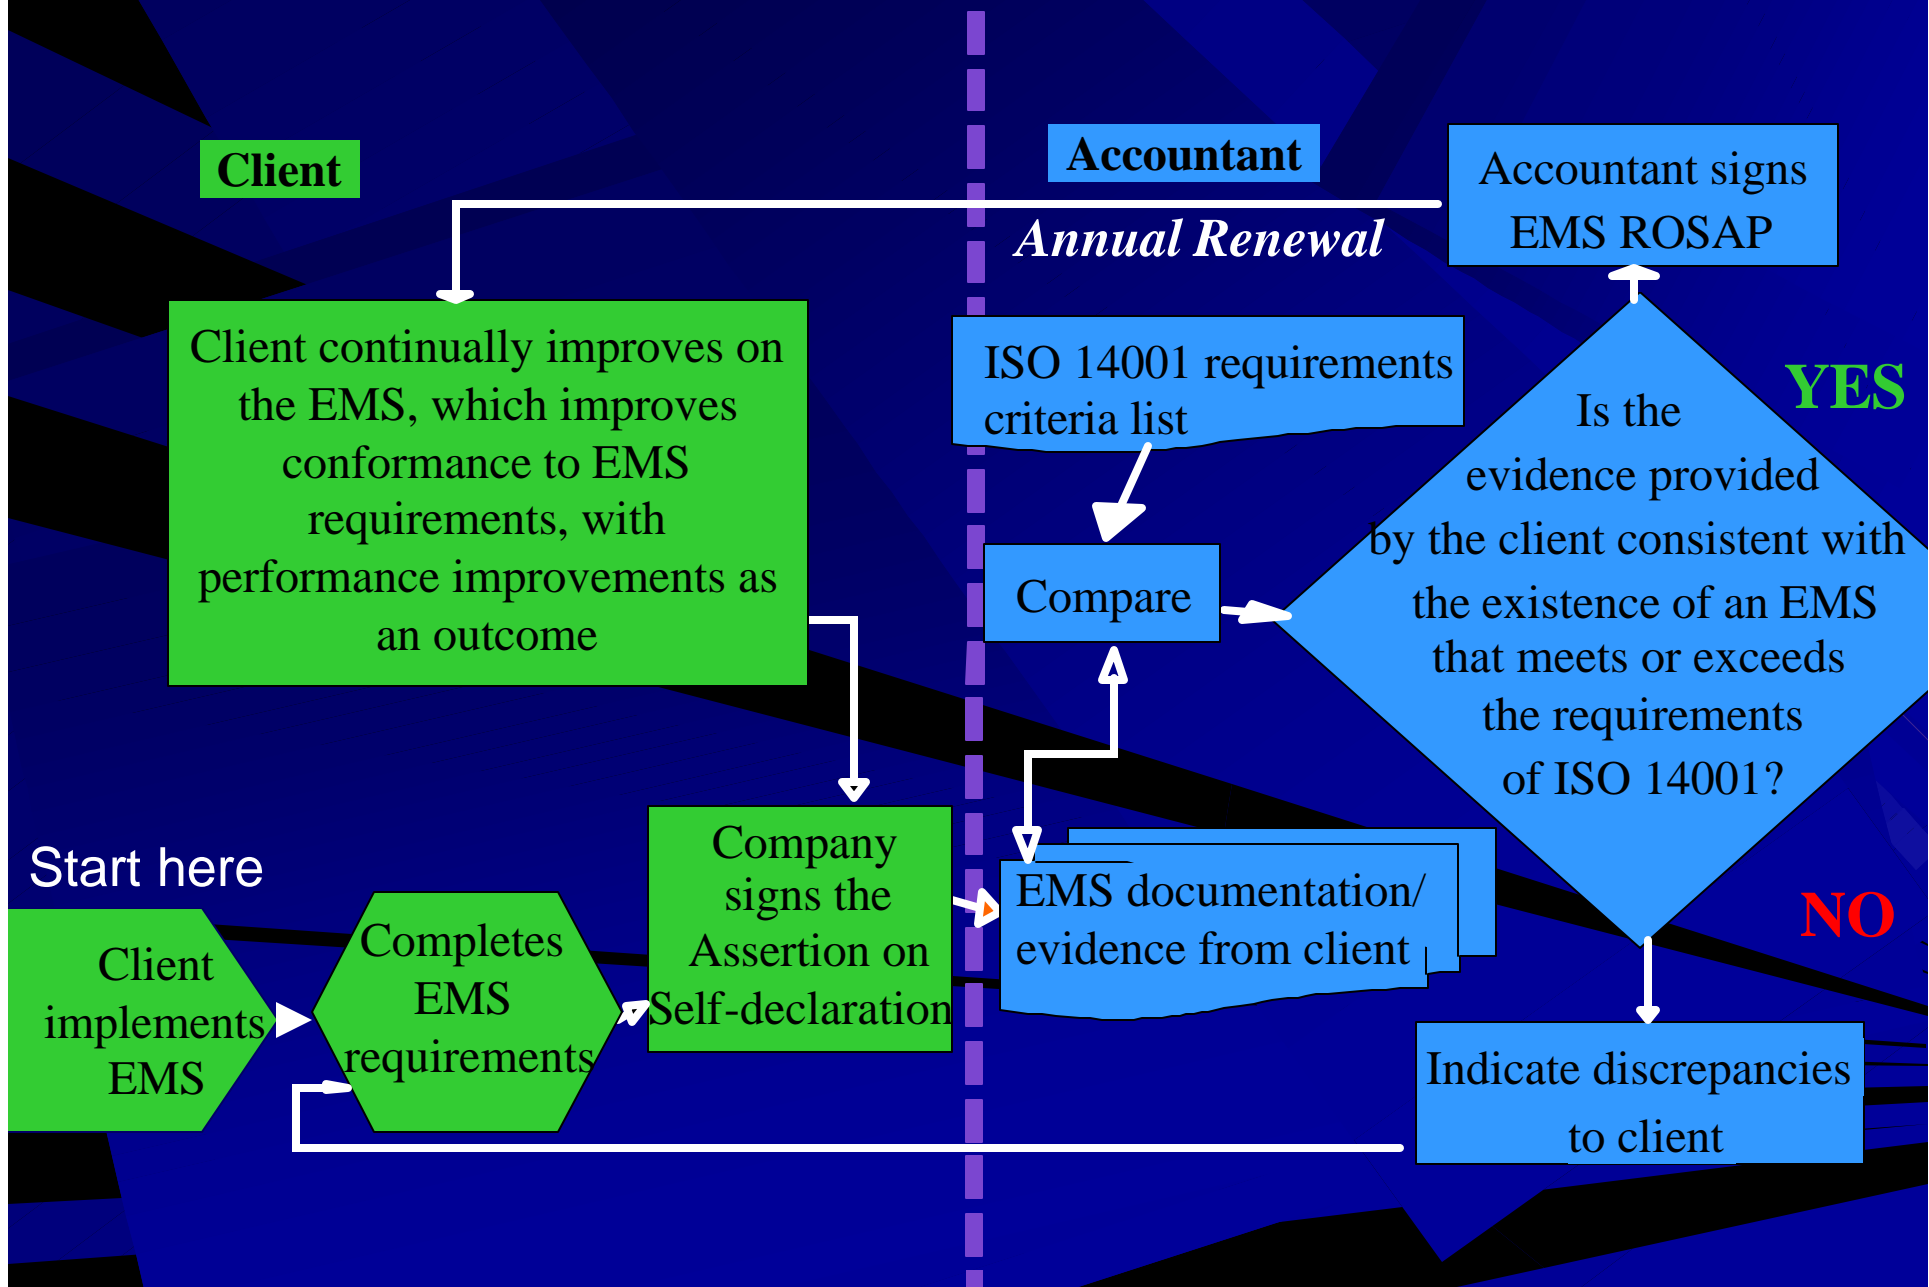 Client
Accountant
Accountant signs
EMS ROSAP
Annual Renewal
Client continually improves on
the EMS, which improves
conformance to EMS
requirements, with
performance improvements as
an outcome
ISO 14001 requirements
criteria list
YES
Is the
evidence provided
by the client consistent with
the existence of an EMS
that meets or exceeds
the requirements
of ISO 14001?
Compare
Start here
Client
implements
EMS
Completes
EMS
requirements
Company
signs the
Assertion on
Self-declaration
EMS documentation/
evidence from client
NO
Indicate discrepancies
to client